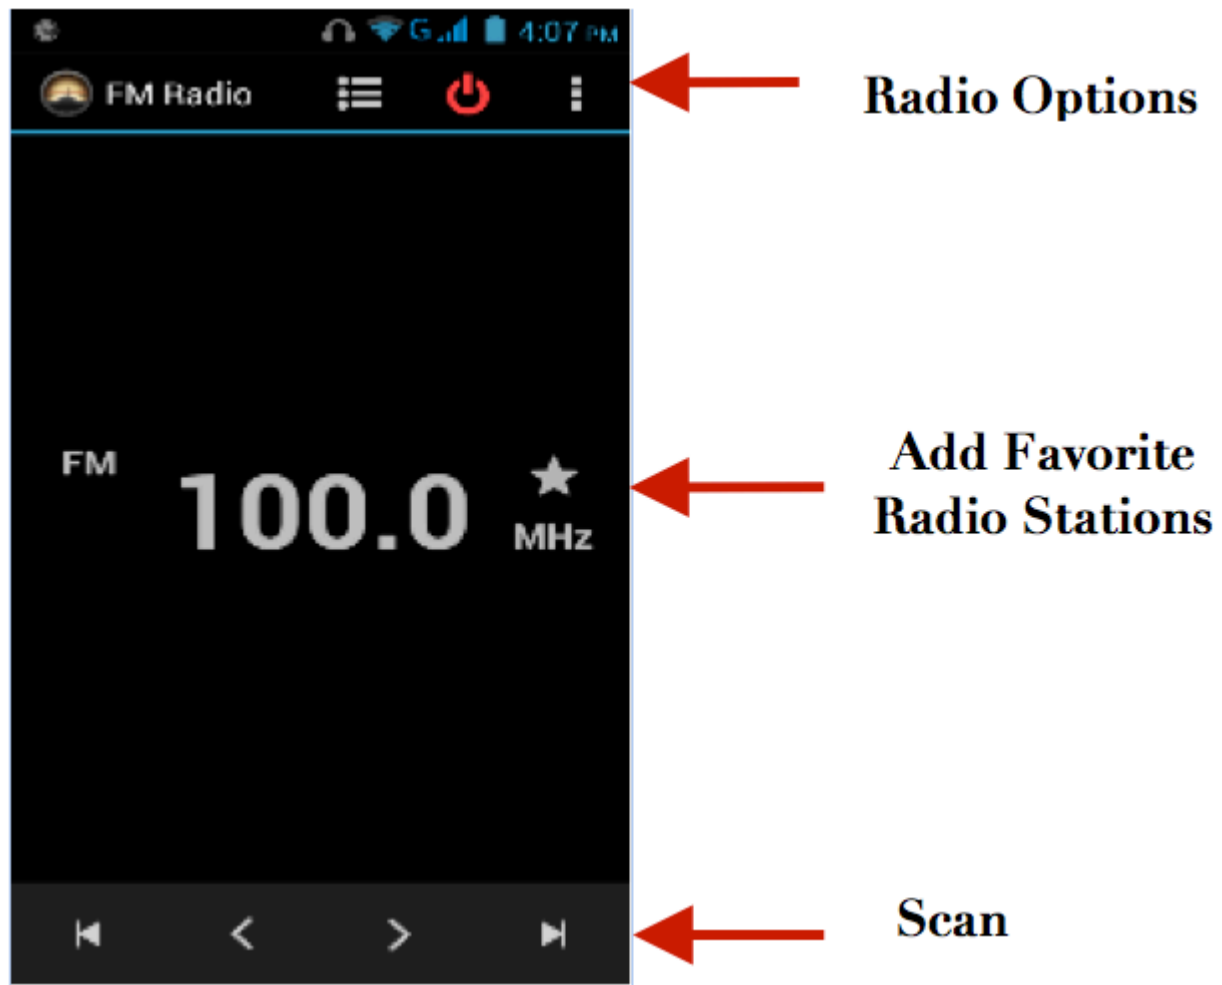 G 4:07 PM
FM Radio
Radio Options
FM 100.0 MHz
Add Favorite
Radio Stations
Scan